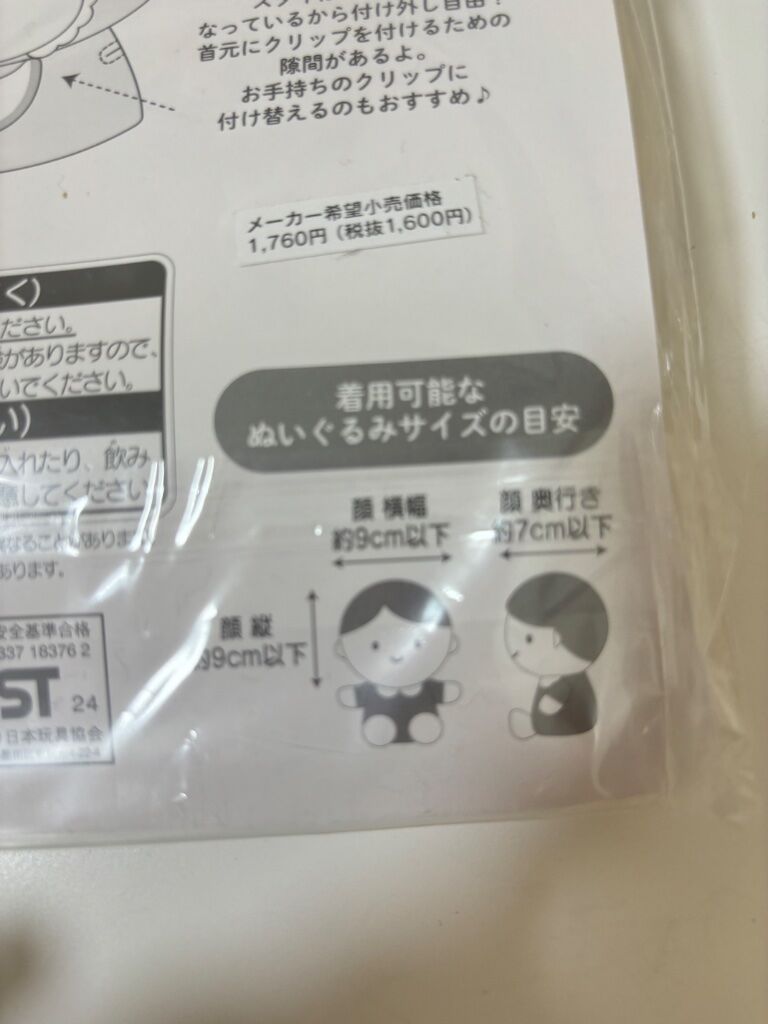 なっているから付け外し自由！
首元にクリップを付けるための
隙間があるよ。
お手持ちのクリップに
付け替えるのもおすすめ♪
メーカー希望小売価格
1,760円（税抜1,600円）
く）
ださい。
がありますので、
いでください。
い）
入れたり、飲み
してください
あります。
着用可能な
ぬいぐるみサイズの目安
顔 横幅
約9cm以下
顔 奥行き
約7cm以下
顔 縦
約9cm以下
安全基準合格
337 18376 2
ST 24
日本玩具協会